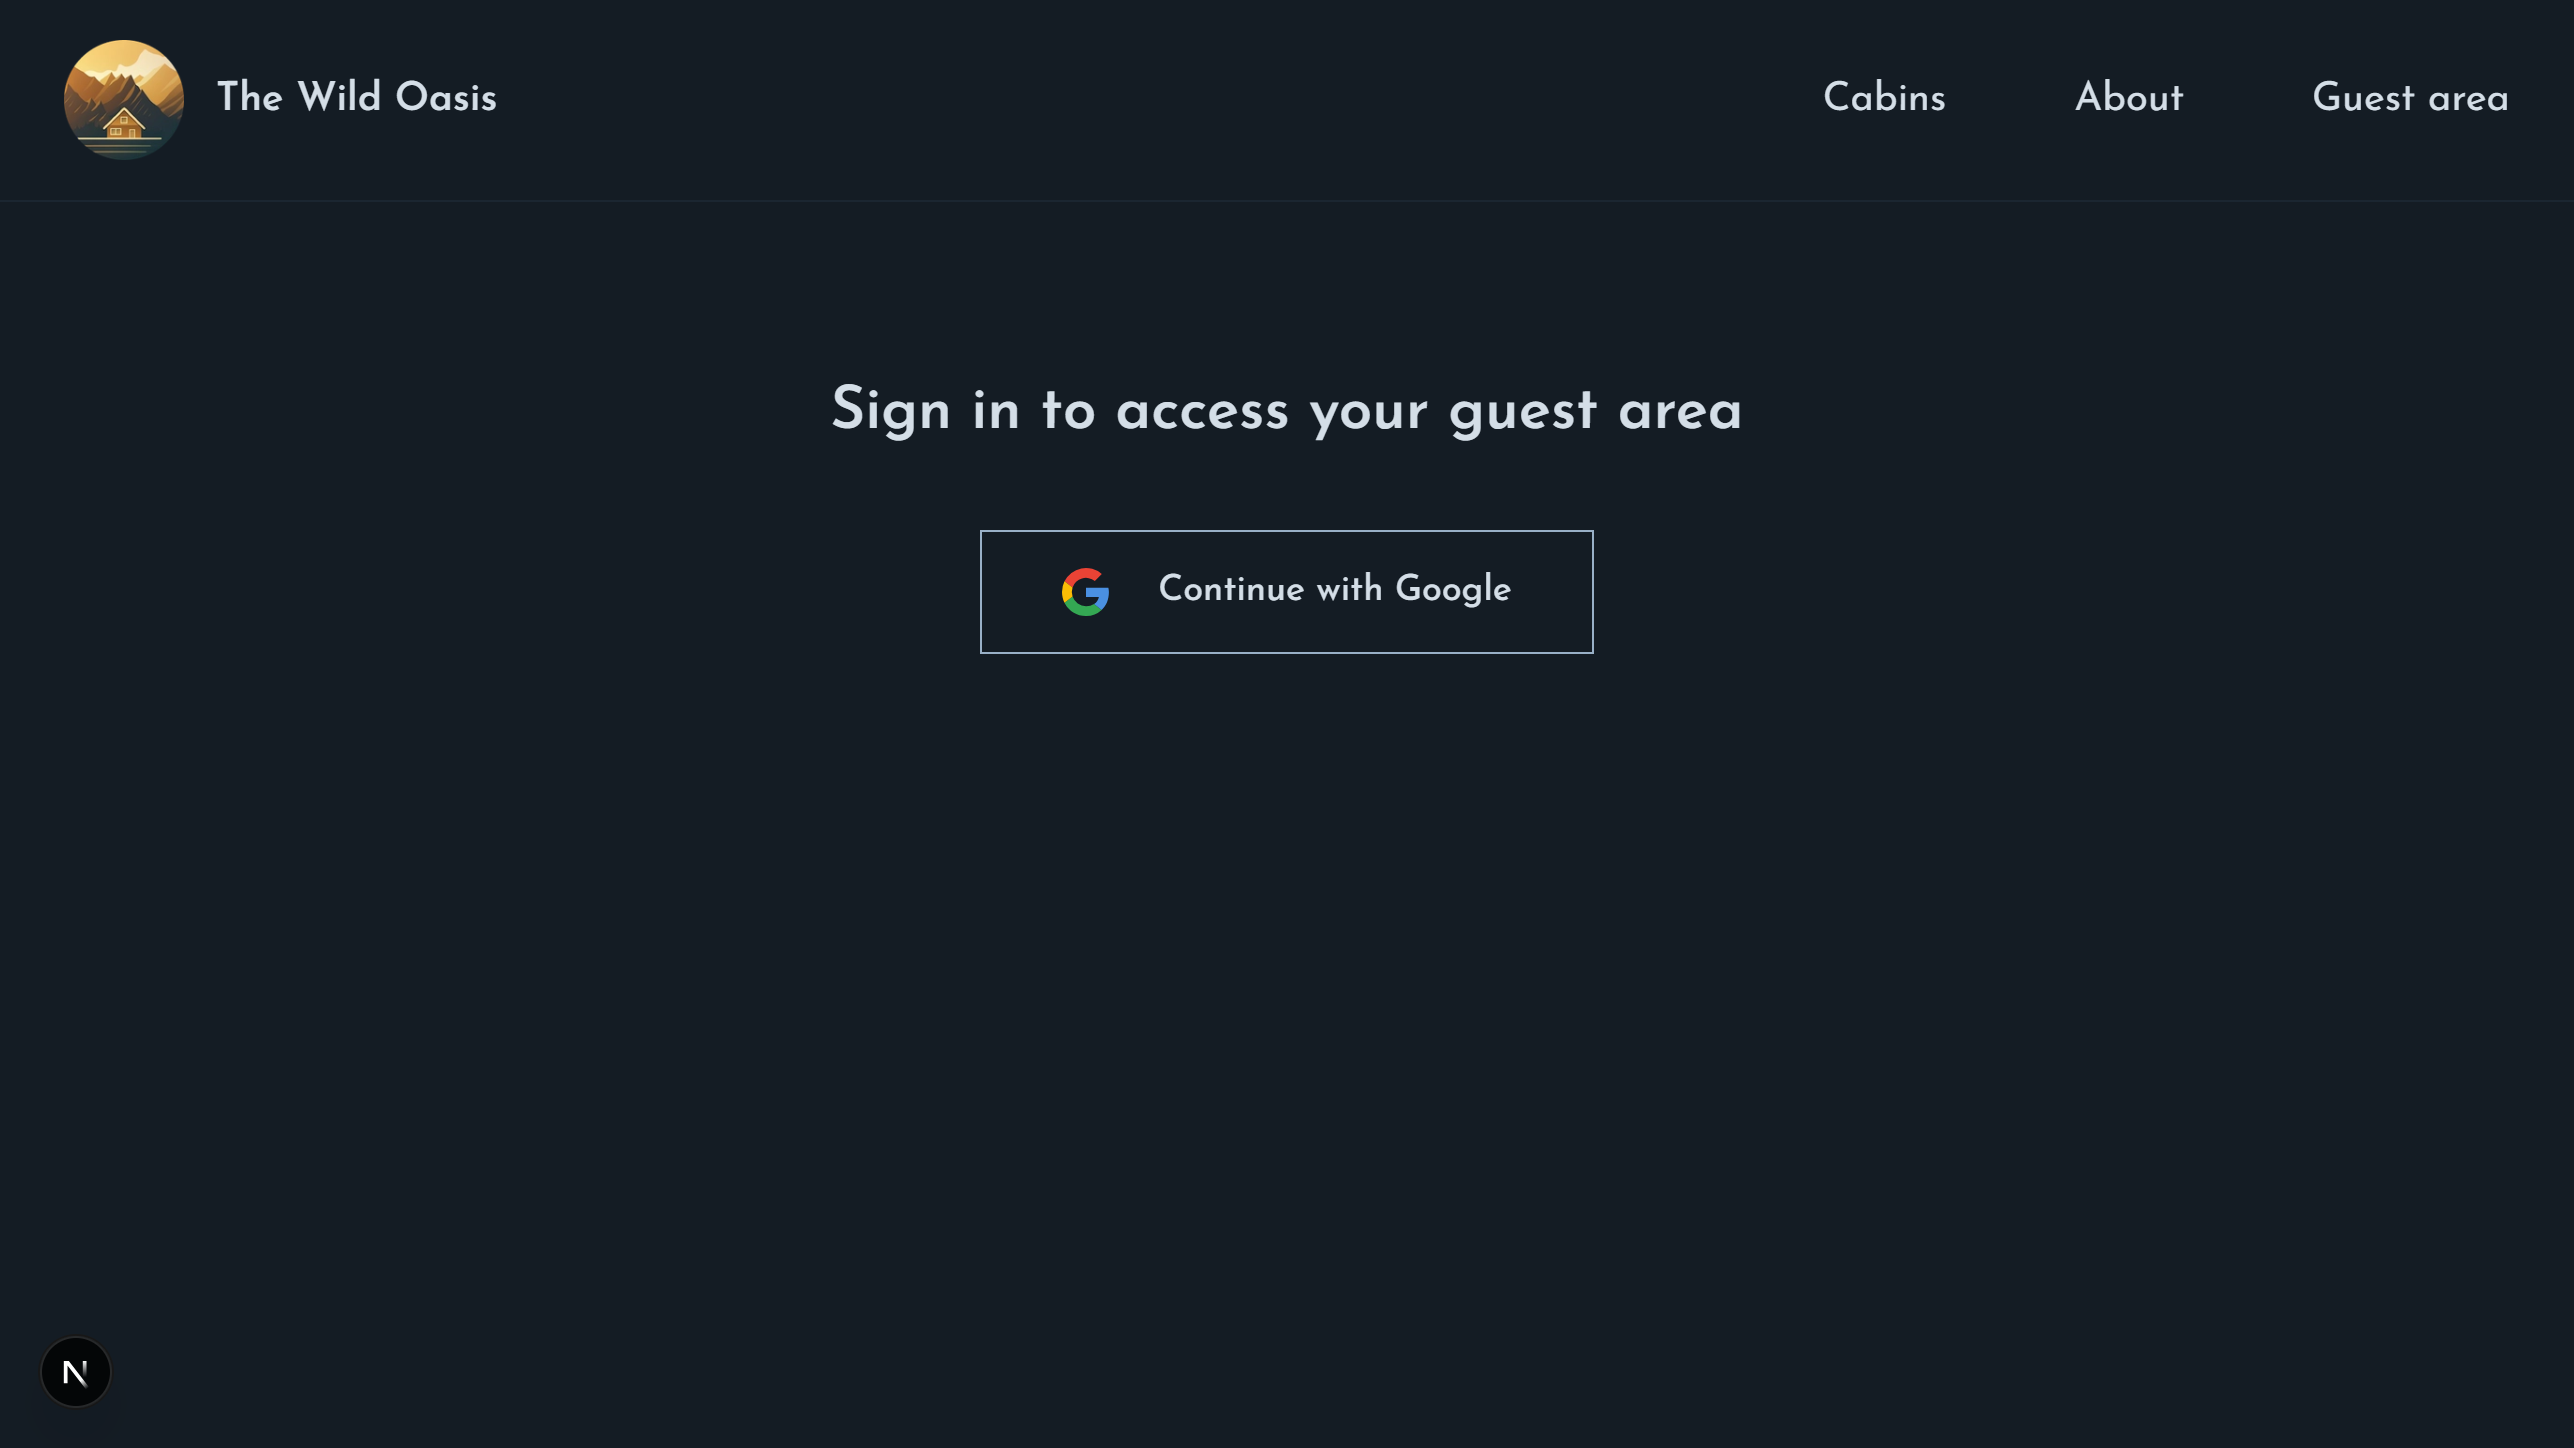 The Wild Oasis
Cabins
About
Guest area
Sign in to access your guest area
Continue with Google
N